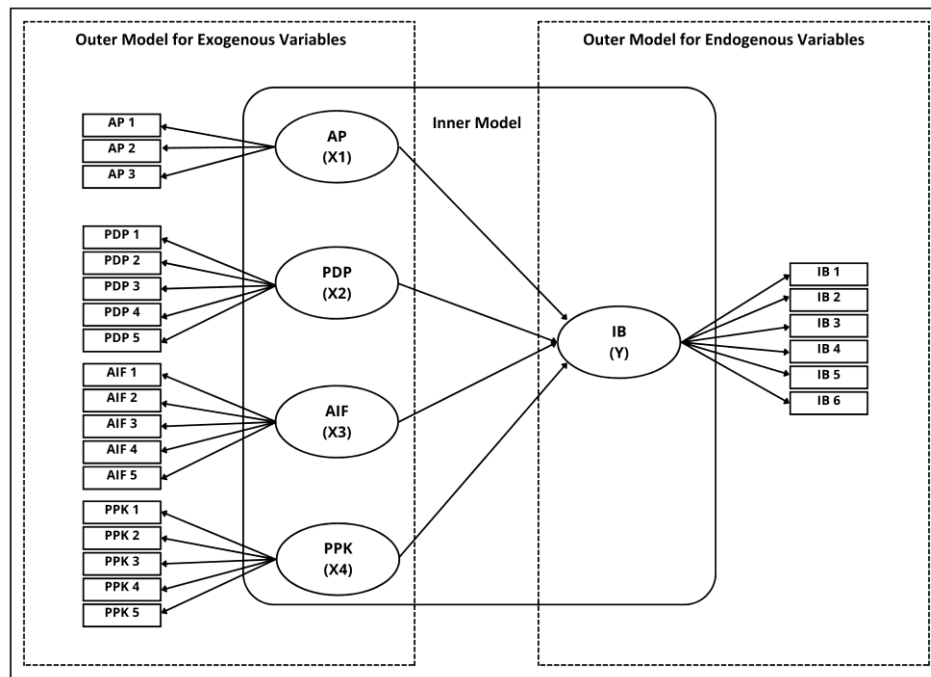 Outer Model for Exogenous Variables
Outer Model for Endogenous Variables
Inner Model
AP 1
AP 2
AP 3
AP
(X1)
PDP 1
PDP 2
PDP 3
PDP 4
PDP 5
PDP
(X2)
AIF 1
AIF 2
AIF 3
AIF 4
AIF 5
AIF
(X3)
PPK 1
PPK 2
PPK 3
PPK 4
PPK 5
PPK
(X4)
IB
(Y)
IB 1
IB 2
IB 3
IB 4
IB 5
IB 6